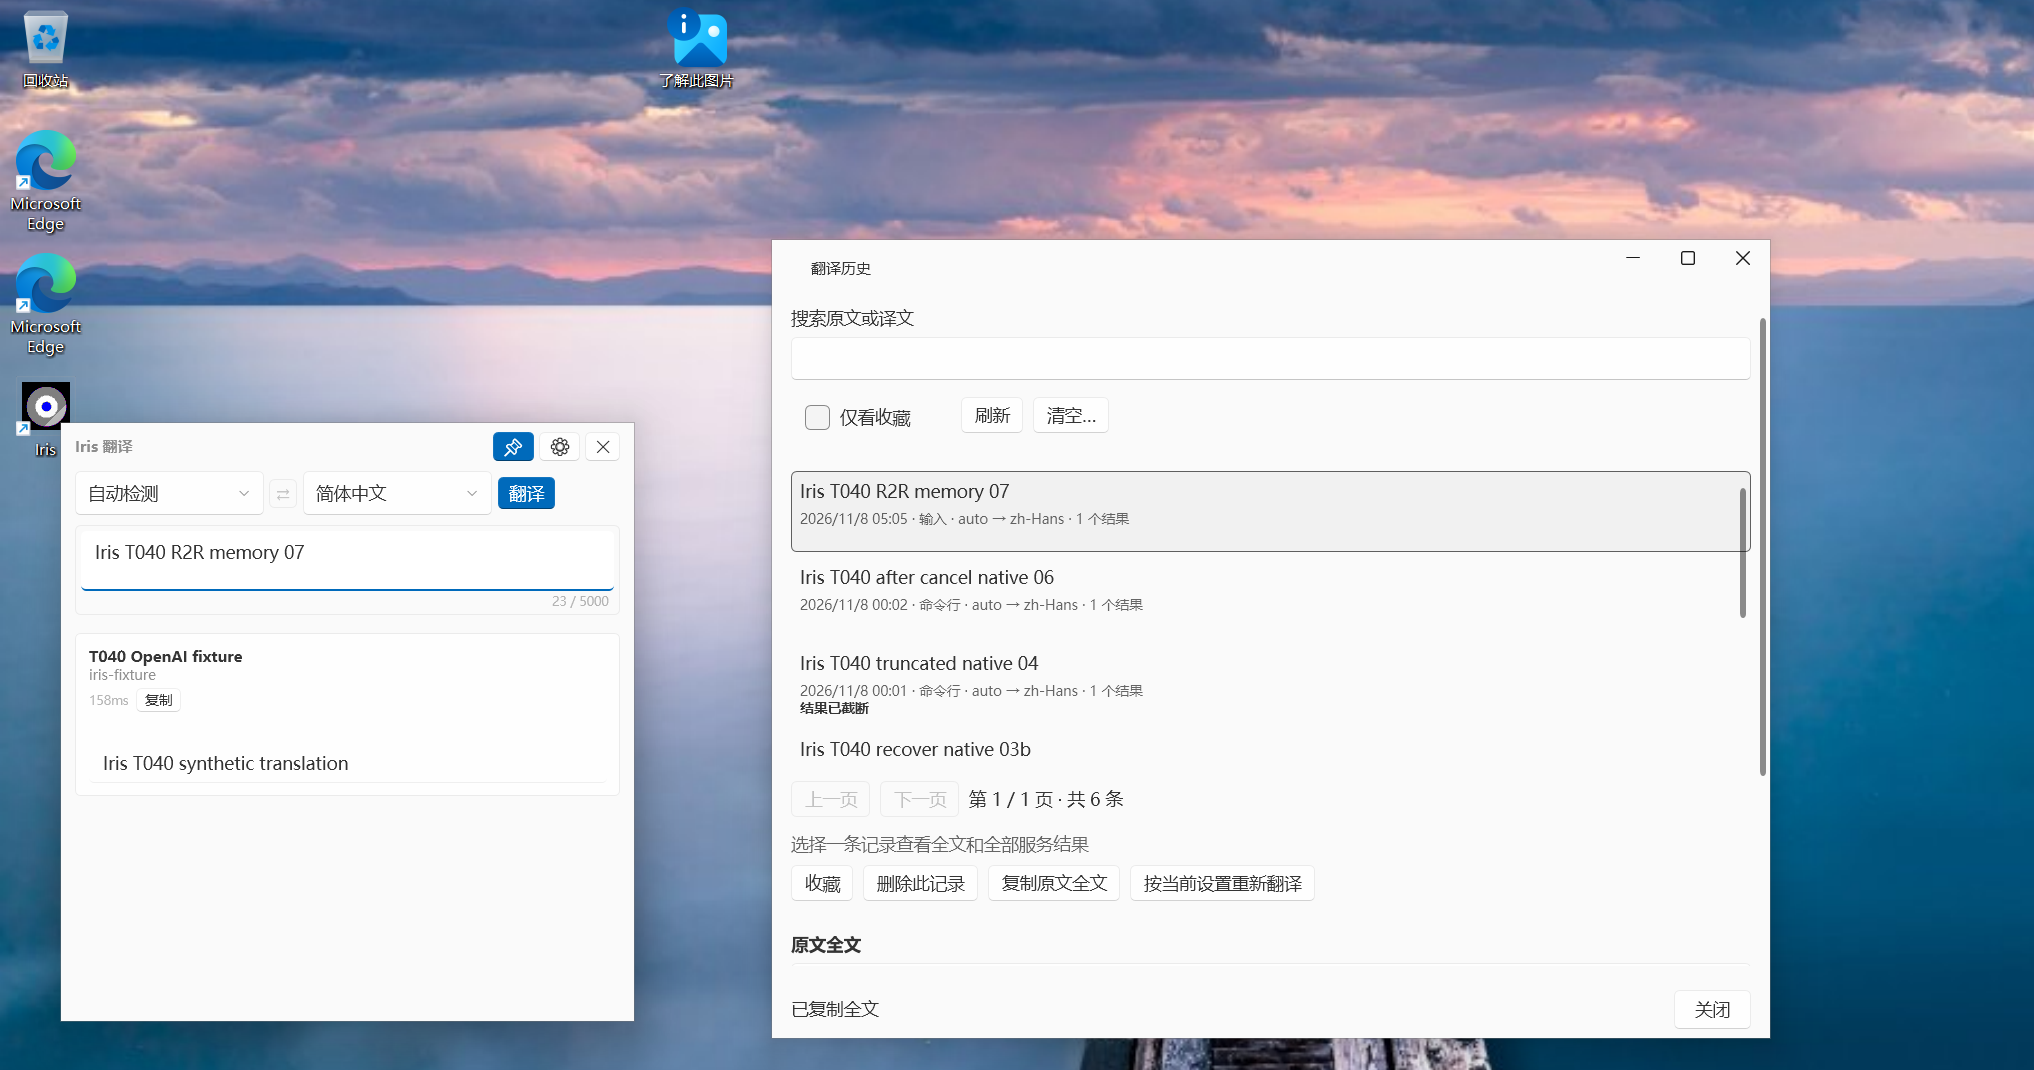 回收站
了解此图片
Microsoft
Edge
Microsoft
Edge
Iris
Iris 翻译
自动检测
简体中文
翻译
Iris T040 R2R memory 07
23 / 5000
T040 OpenAI fixture
iris-fixture
158ms
复制
Iris T040 synthetic translation
翻译历史
搜索原文或译文
仅看收藏
刷新
清空...
Iris T040 R2R memory 07
2026/11/8 05:05 · 输入 · auto → zh-Hans · 1 个结果
Iris T040 after cancel native 06
2026/11/8 00:02 · 命令行 · auto → zh-Hans · 1 个结果
Iris T040 truncated native 04
2026/11/8 00:01 · 命令行 · auto → zh-Hans · 1 个结果
结果已截断
Iris T040 recover native 03b
上一页
下一页
第 1 / 1 页 · 共 6 条
选择一条记录查看全文和全部服务结果
收藏
删除此记录
复制原文全文
按当前设置重新翻译
原文全文
已复制全文
关闭